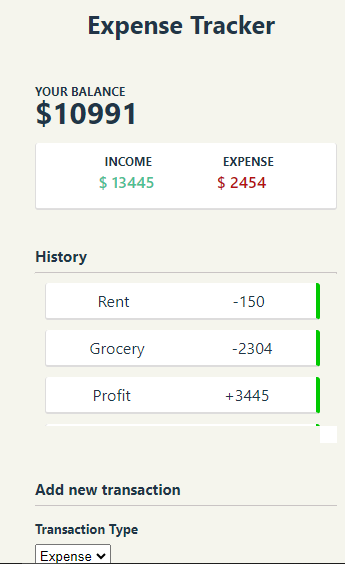 Expense Tracker
YOUR BALANCE
$10991
INCOME EXPENSE
$ 13445 $ 2454
History
Rent -150
Grocery -2304
Profit +3445
Add new transaction
Transaction Type
Expense